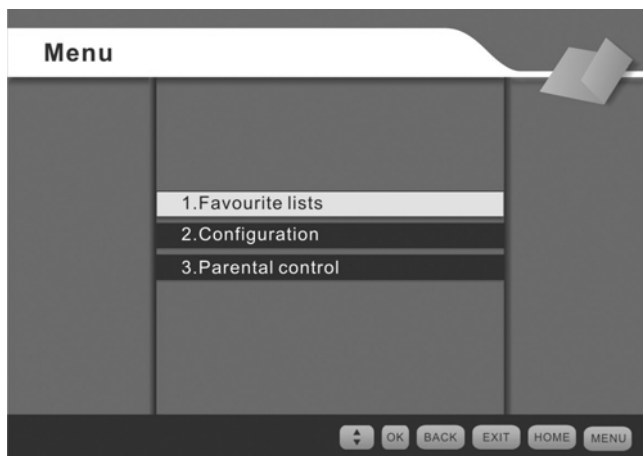 Menu
1.Favourite lists
2.Configuration
3.Parental control
OK BACK EXIT HOME MENU